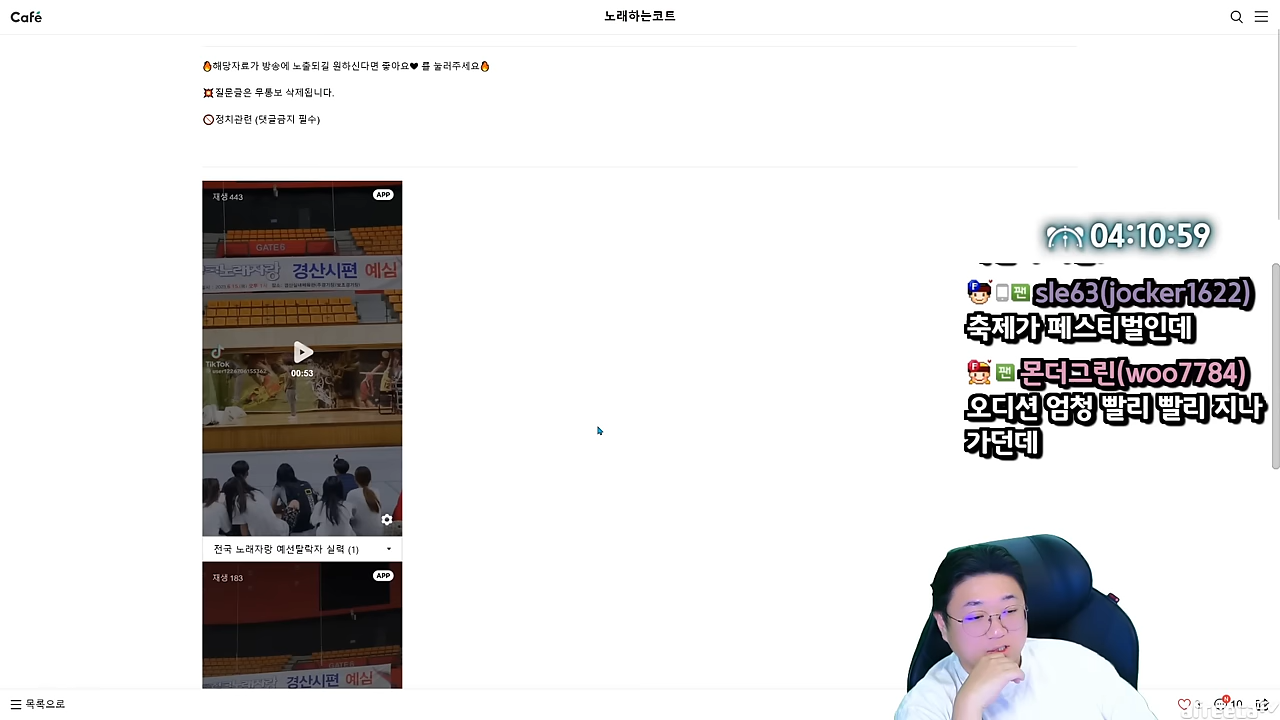 Café
노래하는코트
🔥해당자료가 방송에 노출되길 원하신다면 좋아요❤ 를 눌러주세요🔥
💥질문글은 무통보 삭제됩니다.
🚫정치관련 (댓글금지 필수)
재생 443
APP
GATE6
경산시편 예심
TikTok
00:53
전국 노래자랑 예선탈락자 실력 (1)
재생 183
APP
GATE6
경산시편 예심
04:10:59
sle63(jocker1622)
축제가 페스티벌인데
몬더그린(woo7784)
오디션 엄청 빨리 빨리 지나
가던데
목록으로
10
afreeca